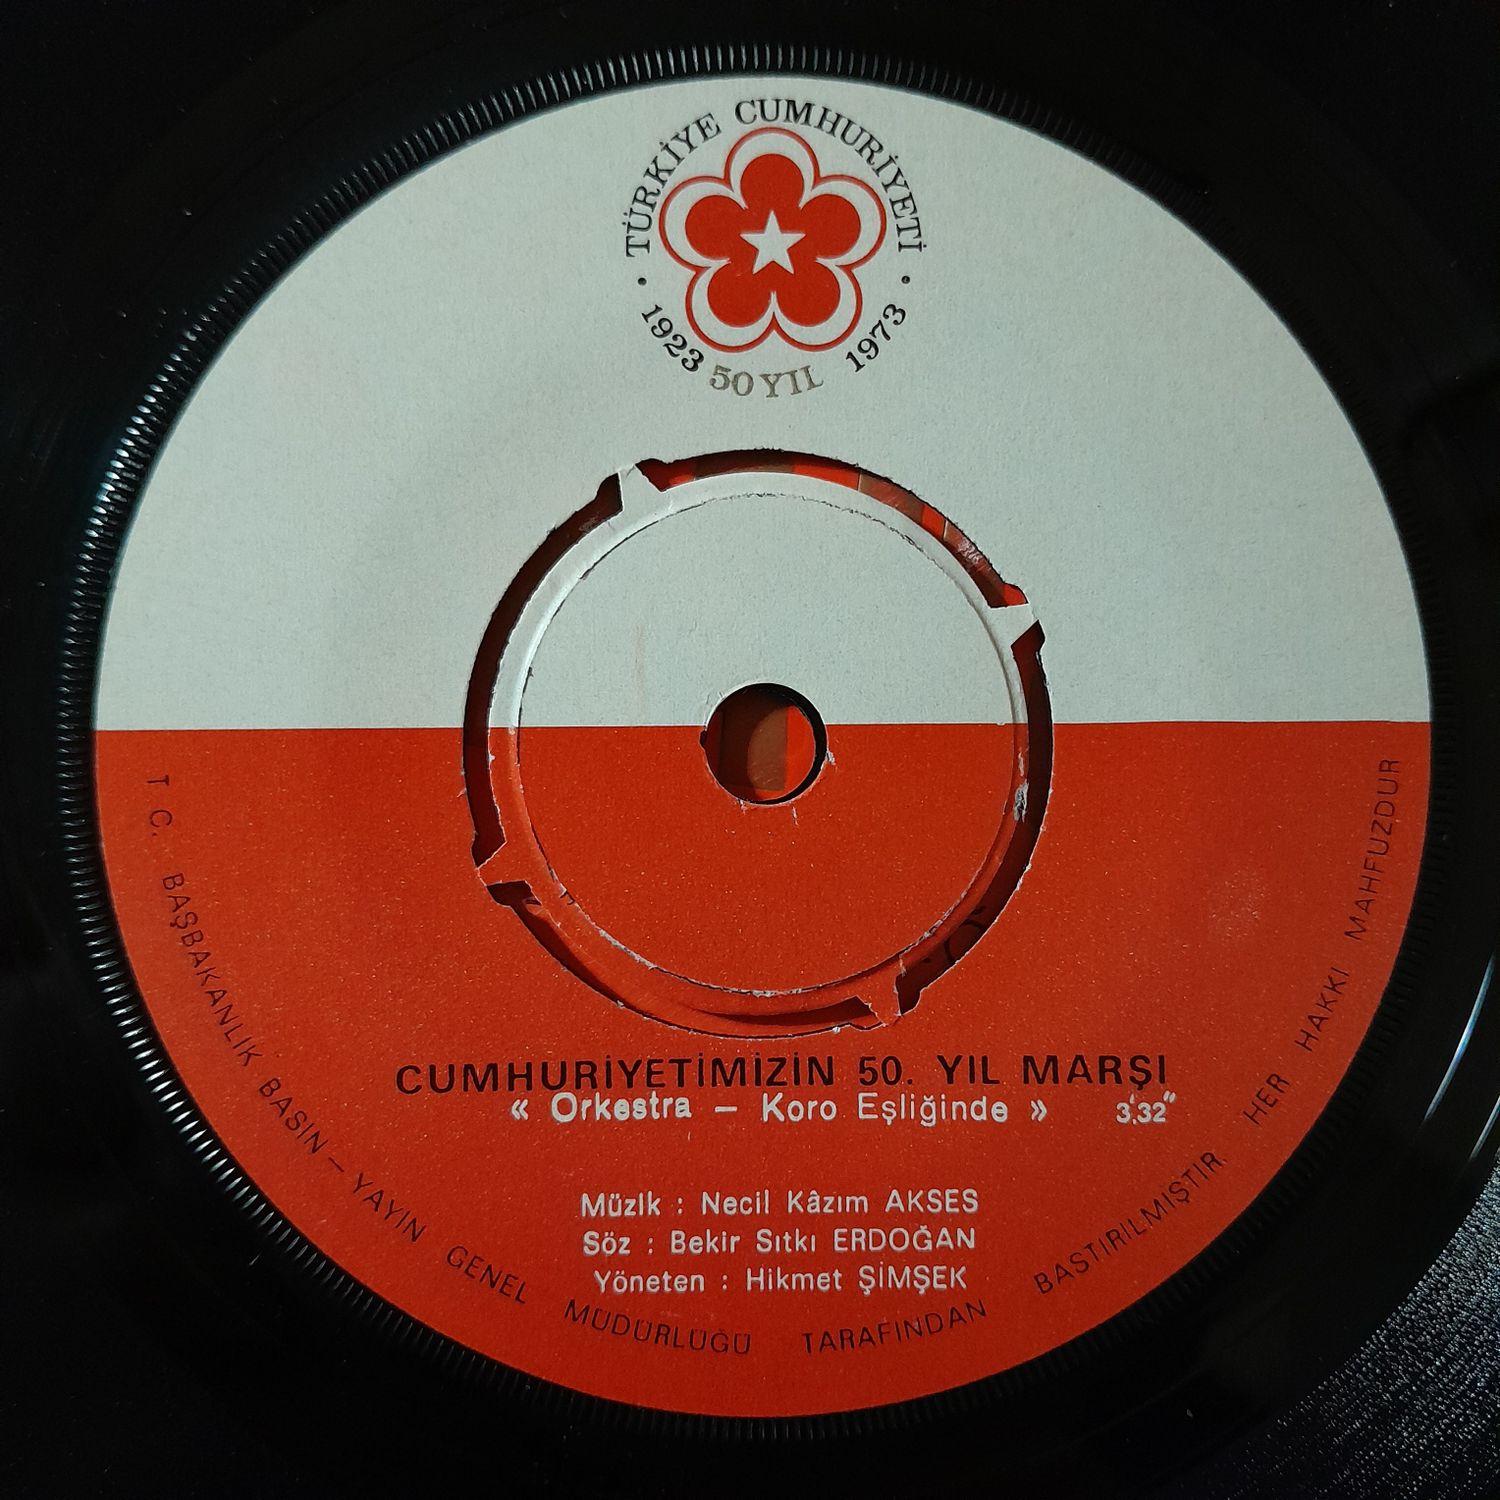 TÜRKİYE CUMHURİYETİ
1923 50 YIL 1973
CUMHURİYETİMİZİN 50. YIL MARŞI
« Orkestra – Koro Eşliğinde » 3'.32"
Müzik : Necil Kâzım AKSES
Söz : Bekir Sıtkı ERDOĞAN
Yöneten : Hikmet ŞİMŞEK
T C. BAŞBAKANLIK BASIN – YAYIN GENEL MÜDÜRLÜĞÜ TARAFINDAN BASTIRILMIŞTIR. HER HAKKI MAHFUZDUR